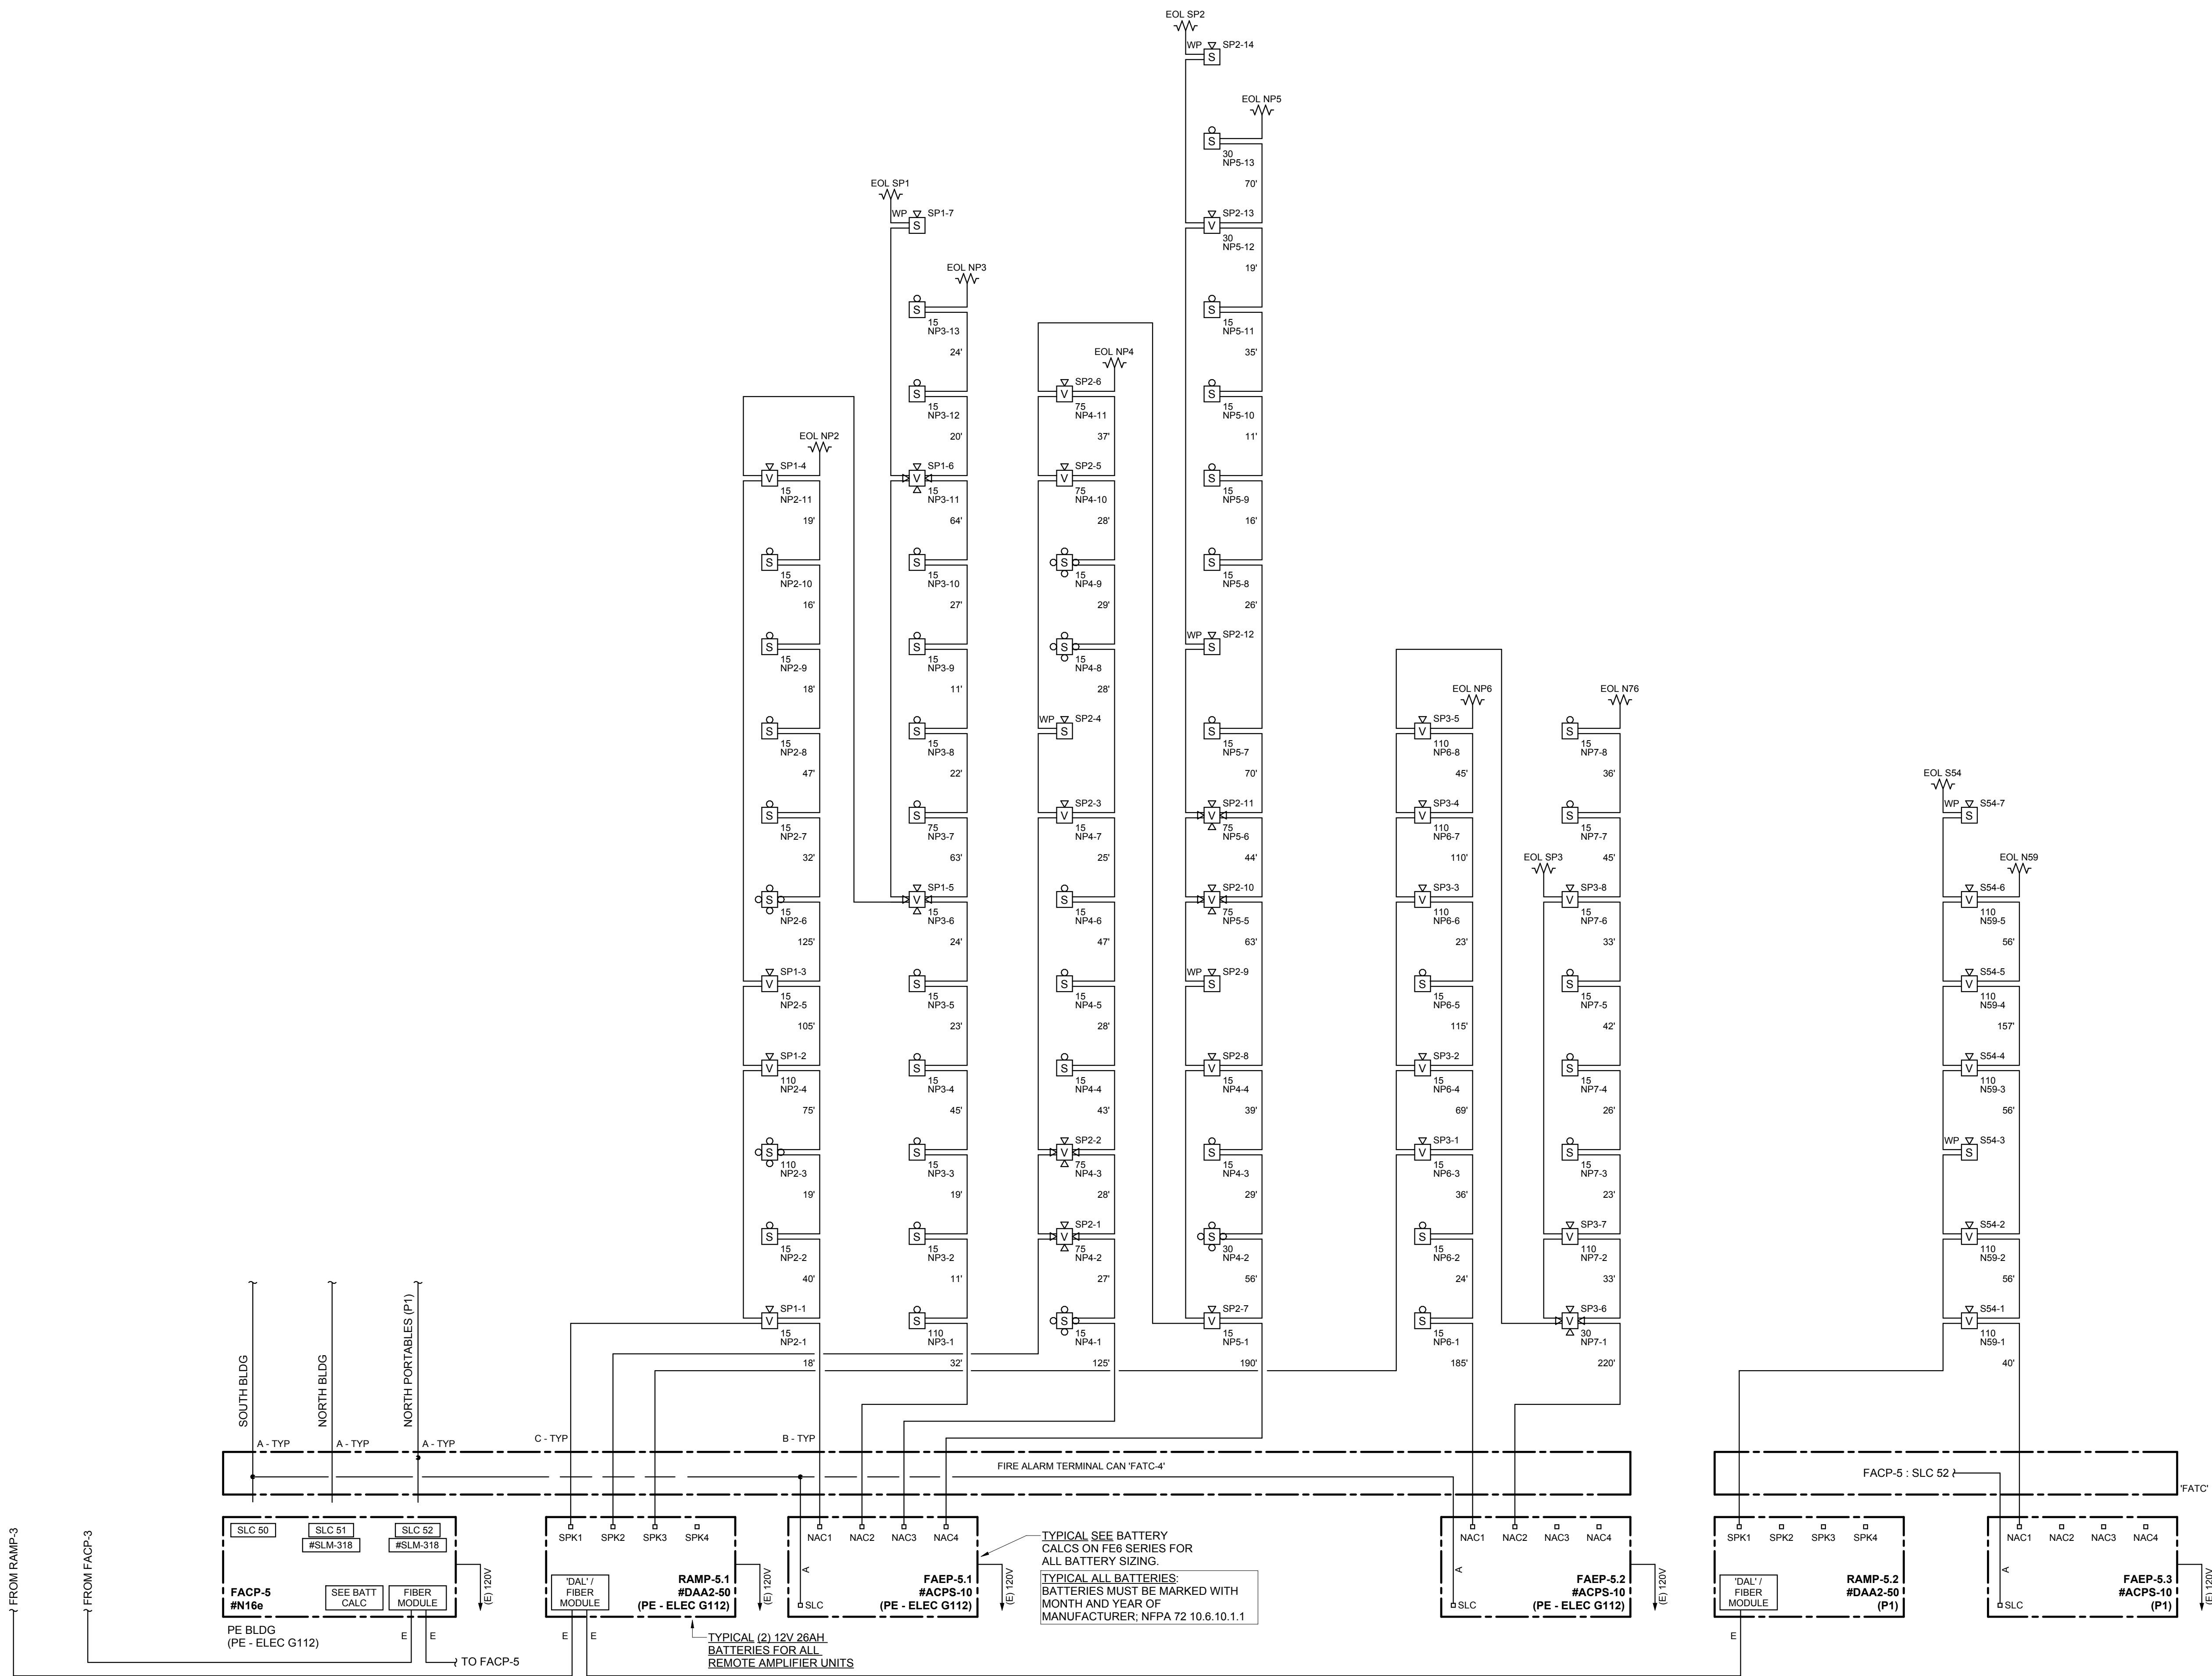 EOL SP2
WP SP2-14
S
EOL NP5
S
30
NP5-13
70'
SP2-13
V
30
NP5-12
19'
S
15
NP5-11
35'
S
15
NP5-10
11'
S
15
NP5-9
16'
S
15
NP5-8
26'
WP SP2-12
S
S
15
NP5-7
70'
SP2-11
V
75
NP5-6
44'
SP2-10
V
75
NP5-5
63'
WP SP2-9
S
SP2-8
V
15
NP4-4
39'
S
15
NP4-3
29'
S
30
NP4-2
56'
SP2-7
V
15
NP5-1
190'
EOL SP1
WP SP1-7
S
EOL NP3
S
15
NP3-13
24'
S
15
NP3-12
20'
SP1-6
V
15
NP3-11
64'
S
15
NP3-10
27'
S
15
NP3-9
11'
S
15
NP3-8
22'
S
75
NP3-7
63'
SP1-5
V
15
NP3-6
24'
S
15
NP3-5
23'
S
15
NP3-4
45'
S
15
NP3-3
19'
S
15
NP3-2
11'
S
110
NP3-1
32'
EOL NP4
SP2-6
V
75
NP4-11
37'
SP2-5
V
75
NP4-10
28'
S
15
NP4-9
29'
S
15
NP4-8
28'
WP SP2-4
S
SP2-3
V
15
NP4-7
25'
S
15
NP4-6
47'
S
15
NP4-5
28'
S
15
NP4-4
43'
SP2-2
V
75
NP4-3
28'
SP2-1
V
75
NP4-2
27'
S
15
NP4-1
125'
EOL NP2
SP1-4
V
15
NP2-11
19'
S
15
NP2-10
16'
S
15
NP2-9
18'
S
15
NP2-8
47'
S
15
NP2-7
32'
S
15
NP2-6
125'
SP1-3
V
15
NP2-5
105'
SP1-2
V
110
NP2-4
75'
S
110
NP2-3
19'
S
15
NP2-2
40'
SP1-1
V
15
NP2-1
18'
EOL NP6
SP3-5
V
110
NP6-8
45'
SP3-4
V
110
NP6-7
110'
SP3-3
V
110
NP6-6
23'
S
15
NP6-5
115'
SP3-2
V
15
NP6-4
69'
SP3-1
V
15
NP6-3
36'
S
15
NP6-2
24'
S
15
NP6-1
185'
EOL N76
S
15
NP7-8
36'
S
15
NP7-7
45'
EOL SP3
SP3-8
V
15
NP7-6
33'
S
15
NP7-5
42'
S
15
NP7-4
26'
S
15
NP7-3
23'
SP3-7
V
110
NP7-2
33'
SP3-6
V
30
NP7-1
220'
EOL S54
WP S54-7
S
EOL N59
S54-6
V
110
N59-5
56'
S54-5
V
110
N59-4
157'
S54-4
V
110
N59-3
56'
WP S54-3
S
S54-2
V
110
N59-2
56'
S54-1
V
110
N59-1
40'
SOUTH BLDG
NORTH BLDG
NORTH PORTABLES (P1)
A - TYP
A - TYP
A - TYP
C - TYP
B - TYP
FIRE ALARM TERMINAL CAN 'FATC-4'
FACP-5 : SLC 52
'FATC'
FROM RAMP-3
FROM FACP-3
SLC 50
SLC 51
#SLM-318
SLC 52
#SLM-318
FACP-5
#N16e
SEE BATT
CALC
FIBER
MODULE
(E) 120V
PE BLDG
(PE - ELEC G112)
E
E
TO FACP-5
SPK1
SPK2
SPK3
SPK4
'DAL' /
FIBER
MODULE
RAMP-5.1
#DAA2-50
(PE - ELEC G112)
(E) 120V
E
E
TYPICAL (2) 12V 26AH
BATTERIES FOR ALL
REMOTE AMPLIFIER UNITS
NAC1
NAC2
NAC3
NAC4
A
SLC
FAEP-5.1
#ACPS-10
(PE - ELEC G112)
(E) 120V
TYPICAL SEE BATTERY
CALCS ON FE6 SERIES FOR
ALL BATTERY SIZING.
TYPICAL ALL BATTERIES:
BATTERIES MUST BE MARKED WITH
MONTH AND YEAR OF
MANUFACTURER; NFPA 72 10.6.10.1.1
NAC1
NAC2
NAC3
NAC4
A
SLC
FAEP-5.2
#ACPS-10
(PE - ELEC G112)
(E) 120V
SPK1
SPK2
SPK3
SPK4
'DAL' /
FIBER
MODULE
RAMP-5.2
#DAA2-50
(P1)
E
NAC1
NAC2
NAC3
NAC4
A
SLC
FAEP-5.3
#ACPS-10
(P1)
(E) 120V